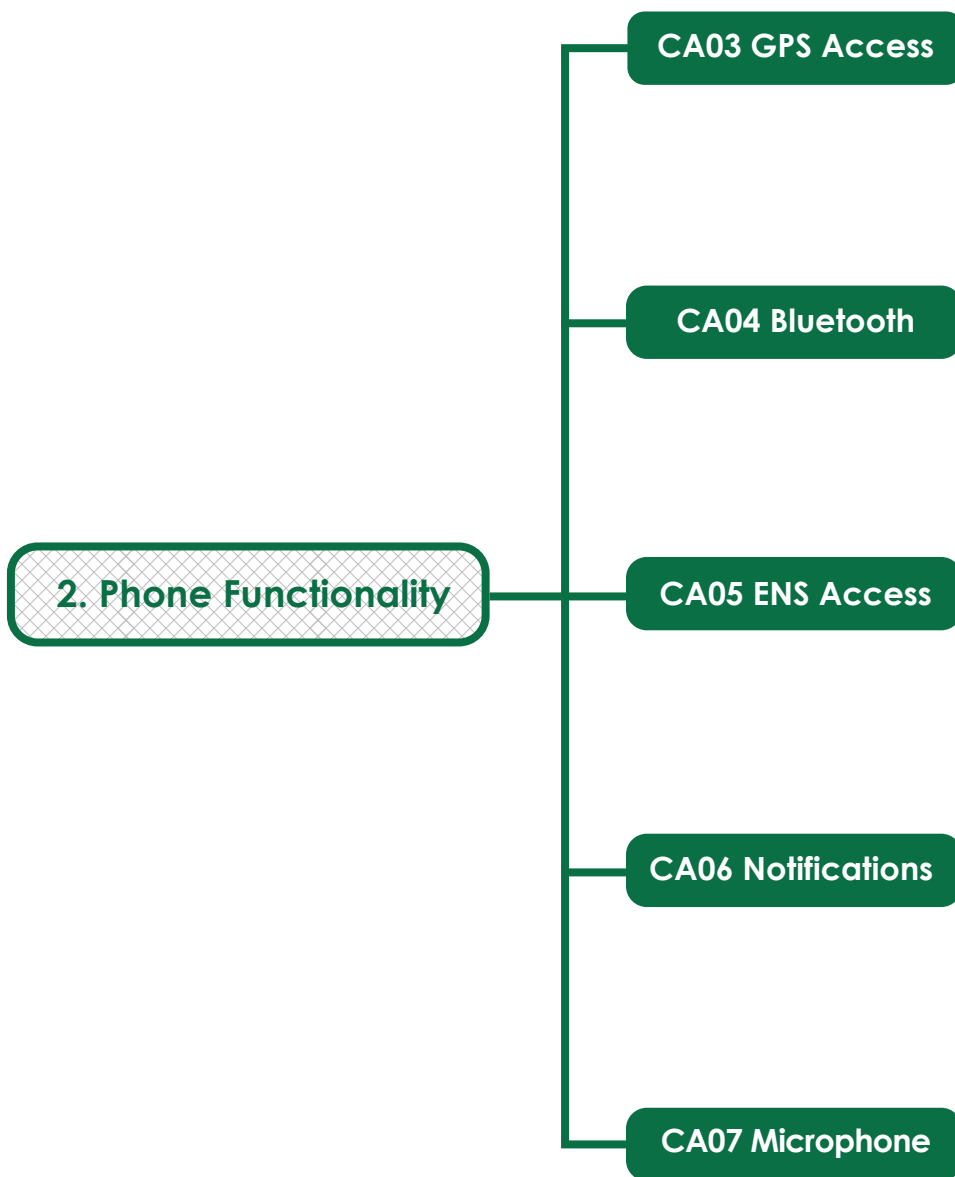 CA03 GPS Access
CA04 Bluetooth
2. Phone Functionality
CA05 ENS Access
CA06 Notifications
CA07 Microphone